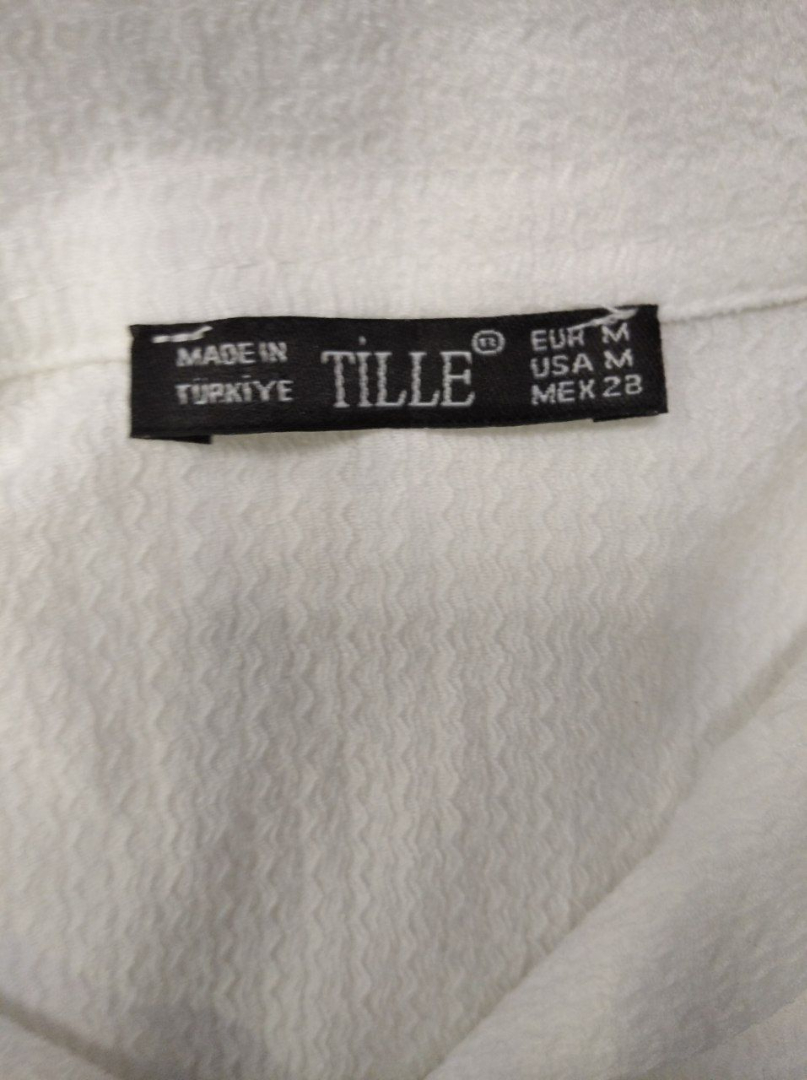 MADE IN
TÜRKİYE
TİLLE®
EUR M
USA M
MEX 28